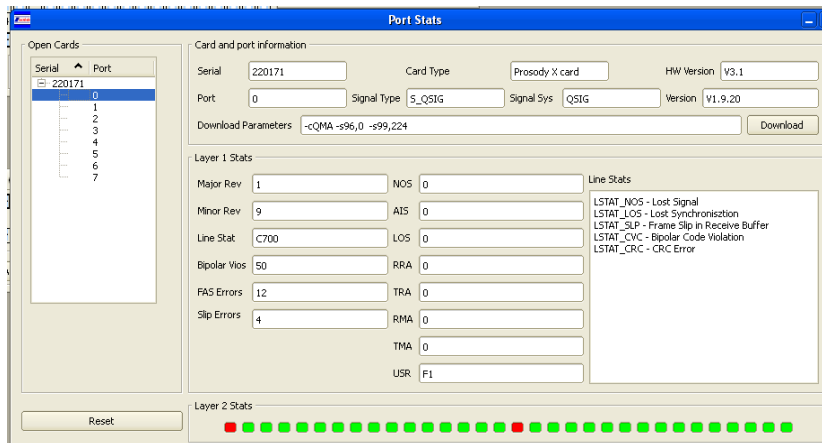 Port Stats
Open Cards
Serial Port
220171
0
1
2
3
4
5
6
7
Reset
Card and port information
Serial 220171 Card Type Prosody X card HW Version V3.1
Port 0 Signal Type S_QSIG Signal Sys QSIG Version V1.9.20
Download Parameters -cQMA -s96,0 -s99,224 Download
Layer 1 Stats
Major Rev 1 NOS 0
Minor Rev 9 AIS 0
Line Stat C700 LOS 0
Bipolar Vios 50 RRA 0
FAS Errors 12 TRA 0
Slip Errors 4 RMA 0
TMA 0
USR F1
Line Stats
LSTAT_NOS - Lost Signal
LSTAT_LOS - Lost Synchronisztion
LSTAT_SLP - Frame Slip in Receive Buffer
LSTAT_CVC - Bipolar Code Violation
LSTAT_CRC - CRC Error
Layer 2 Stats